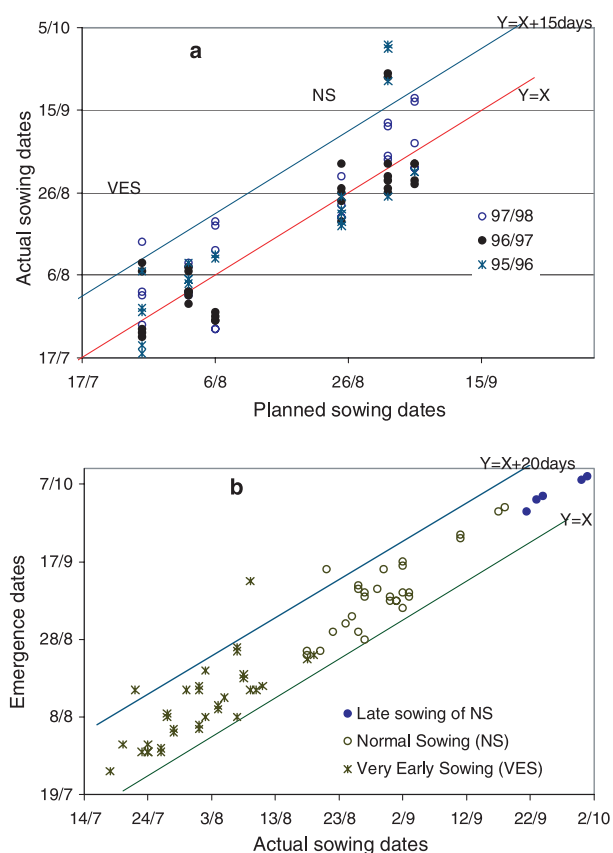 5/10
Y=X+15days
a
NS
15/9
Y=X
VES
26/8
97/98
96/97
95/96
6/8
17/7
17/7 6/8 26/8 15/9
Actual sowing dates
Planned sowing dates
Y=X+20days
b
7/10
Y=X
17/9
28/8
8/8
19/7
Late sowing of NS
Normal Sowing (NS)
Very Early Sowing (VES)
14/7 24/7 3/8 13/8 23/8 2/9 12/9 22/9 2/10
Emergence dates
Actual sowing dates